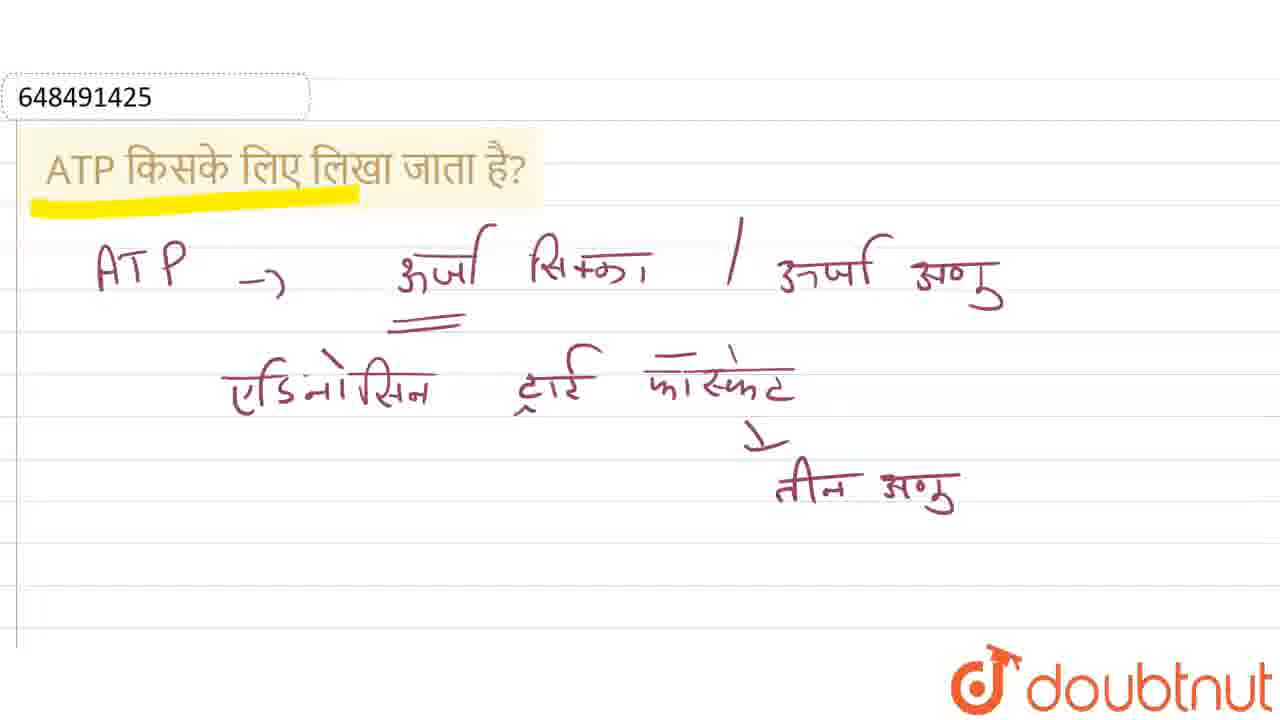 648491425
ATP किसके लिए लिखा जाता है?
ATP → ऊर्जा सिक्का / ऊर्जा अणु
एडिनोसिन ट्राई फास्फेट
तीन अणु
doubtnut